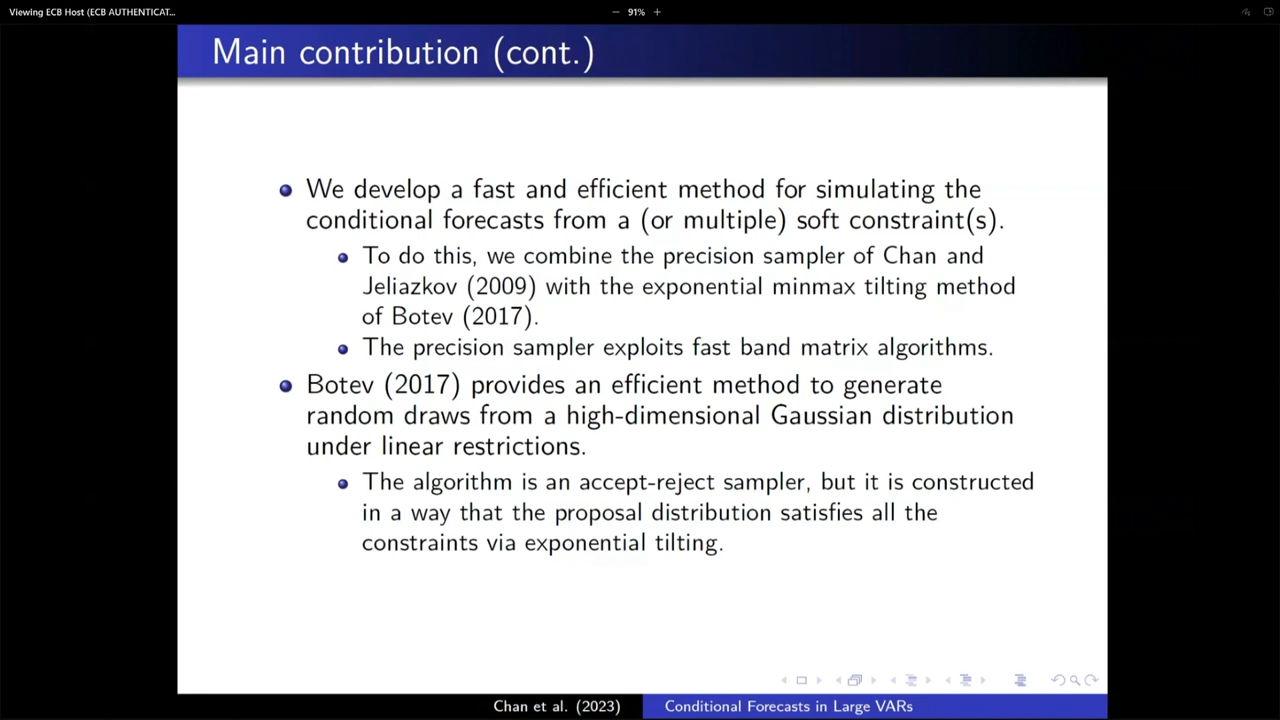 Viewing ECB Host (ECB AUTHENTICAT...
− 91% +
Main contribution (cont.)
We develop a fast and efficient method for simulating the
conditional forecasts from a (or multiple) soft constraint(s).
To do this, we combine the precision sampler of Chan and
Jeliazkov (2009) with the exponential minmax tilting method
of Botev (2017).
The precision sampler exploits fast band matrix algorithms.
Botev (2017) provides an efficient method to generate
random draws from a high-dimensional Gaussian distribution
under linear restrictions.
The algorithm is an accept-reject sampler, but it is constructed
in a way that the proposal distribution satisfies all the
constraints via exponential tilting.
Chan et al. (2023) Conditional Forecasts in Large VARs